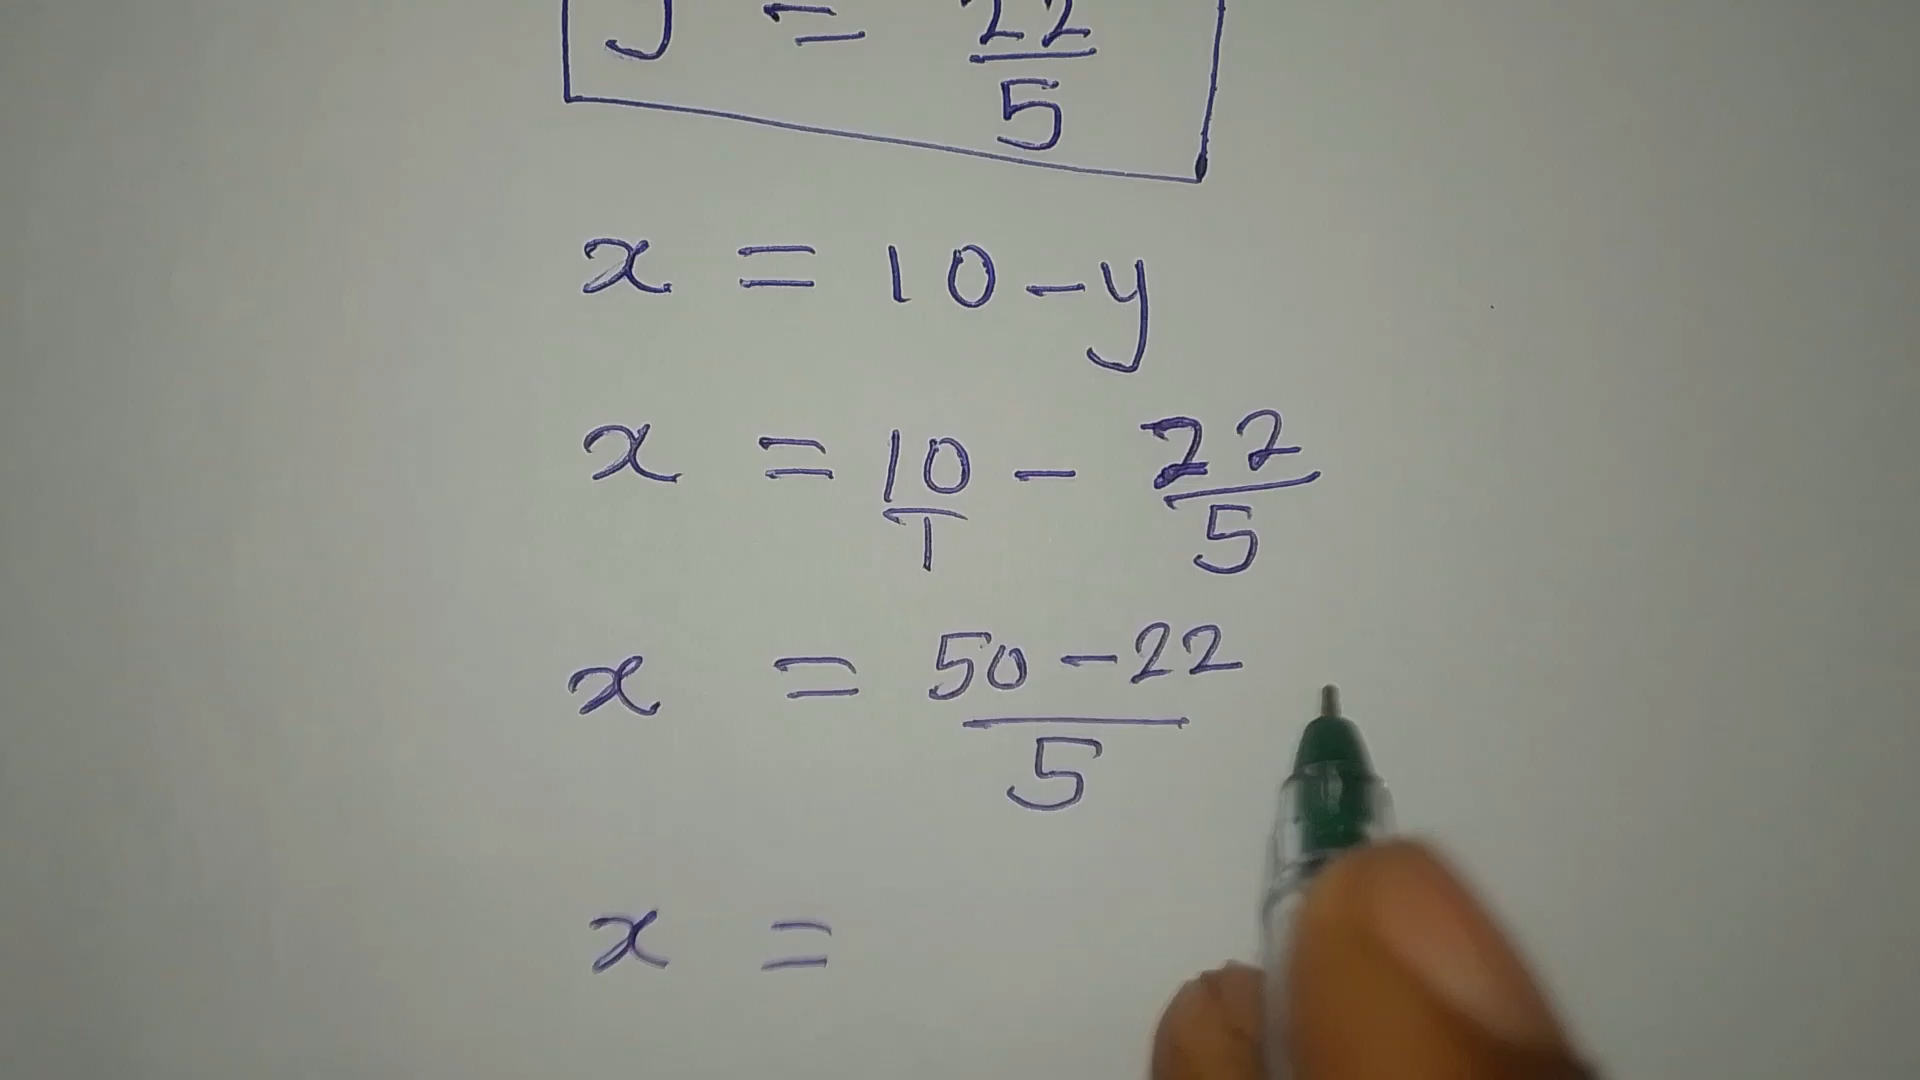 y = 22/5
x = 10 - y
x = 10/1 - 22/5
x = 50 - 22/5
x =